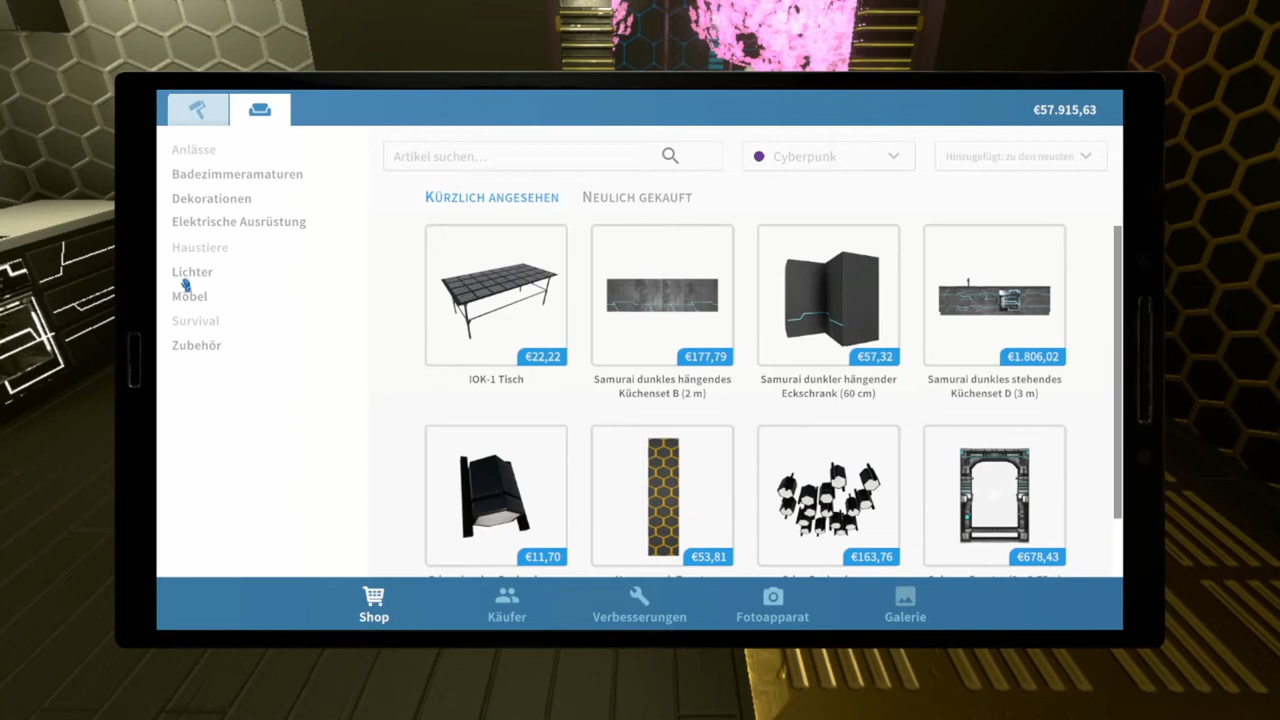 €57.915,63
Anlässe
Badezimmeramaturen
Dekorationen
Elektrische Ausrüstung
Haustiere
Lichter
Möbel
Survival
Zubehör
Artikel suchen...
Cyberpunk
Hinzugefügt: zu den neusten
KÜRZLICH ANGESEHEN
NEULICH GEKAUFT
€22,22
€177,79
€57,32
€1.806,02
IOK-1 Tisch
Samurai dunkles hängendes
Küchenset B (2 m)
Samurai dunkler hängender
Eckschrank (60 cm)
Samurai dunkles stehendes
Küchenset D (3 m)
€11,70
€53,81
€163,76
€678,43
Shop
Käufer
Verbesserungen
Fotoapparat
Galerie